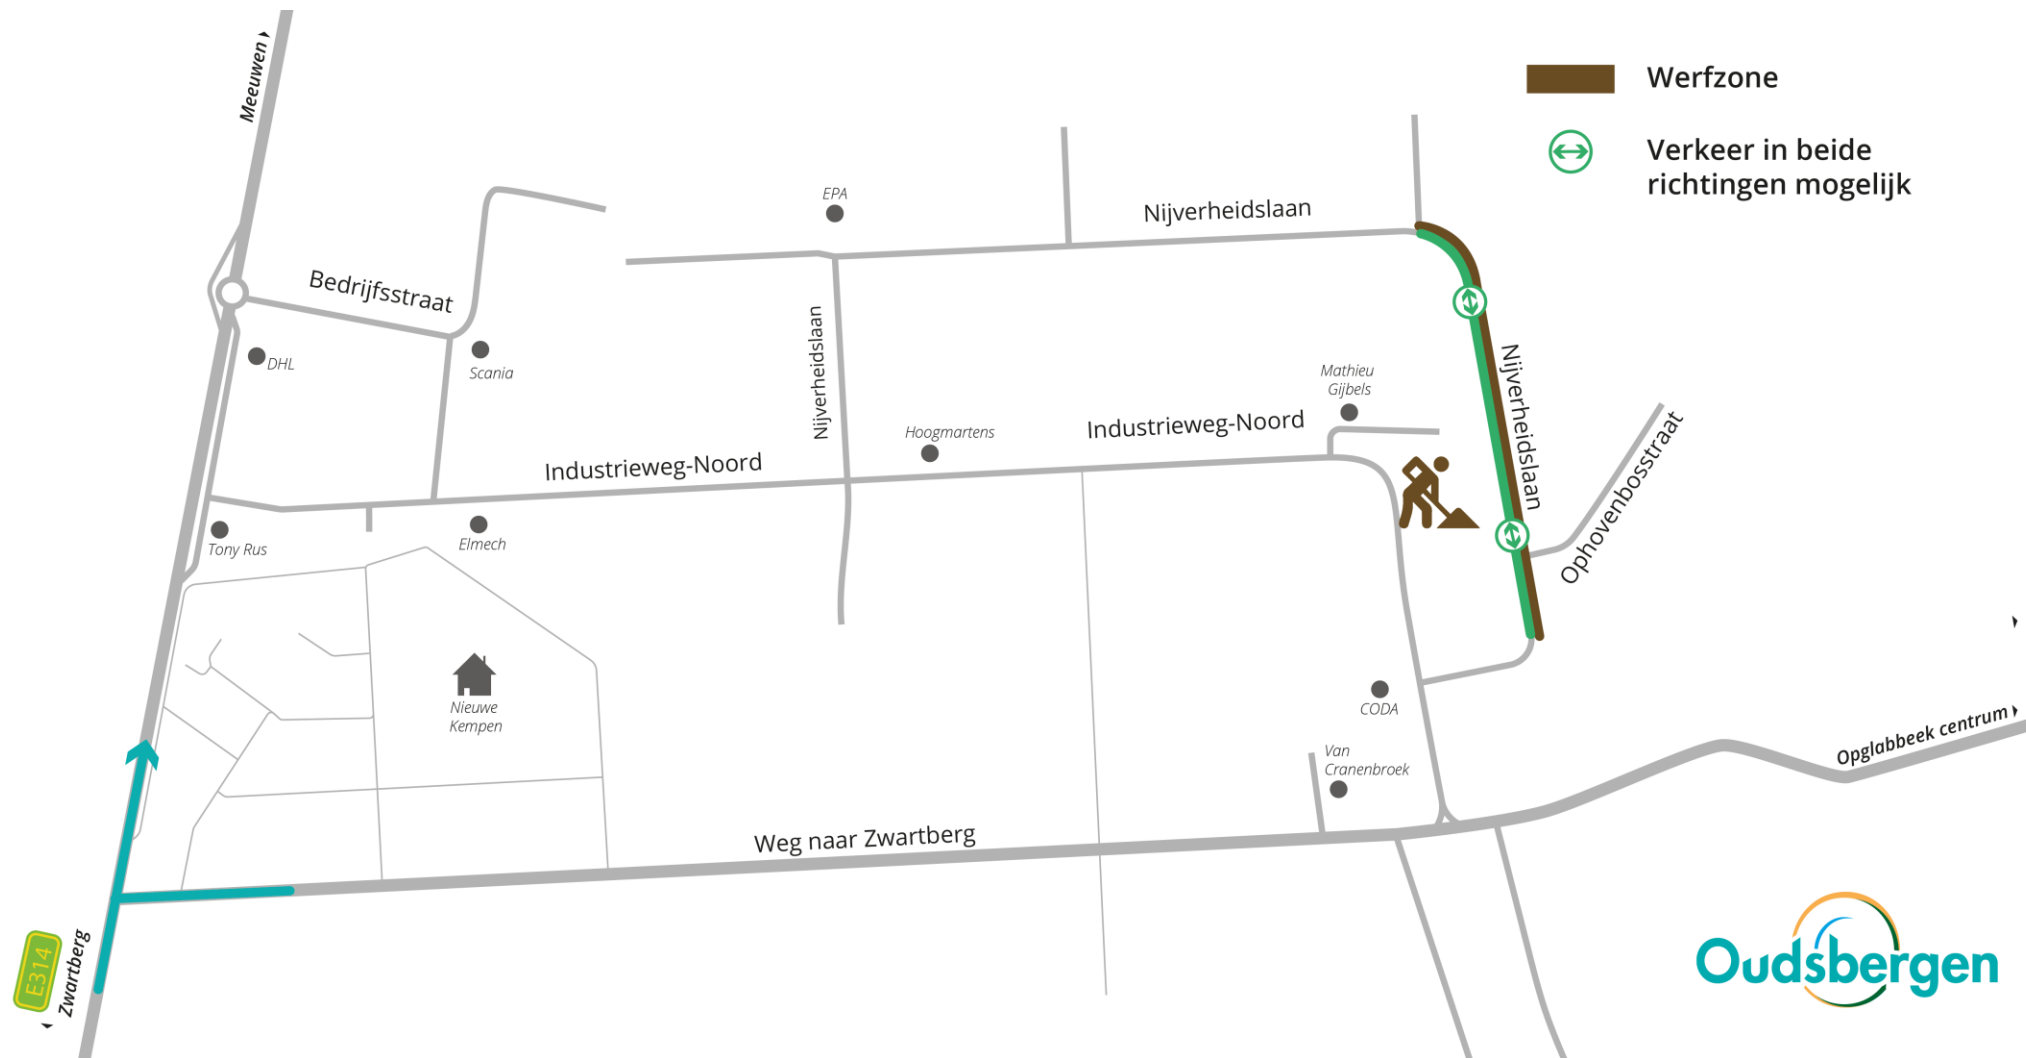 Meeuwen
Werfzone
Verkeer in beide
richtingen mogelijk
EPA
Nijverheidslaan
Bedrijfsstraat
DHL
Scania
Nijverheidslaan
Mathieu
Gijbels
Nijverheidslaan
Hoogmartens
Industrieweg-Noord
Industrieweg-Noord
Ophovenbosstraat
Tony Rus
Elmech
Nieuwe
Kempen
CODA
Van
Cranenbroek
Opglabbeek centrum
Weg naar Zwartberg
E314
Zwartberg
Oudsbergen